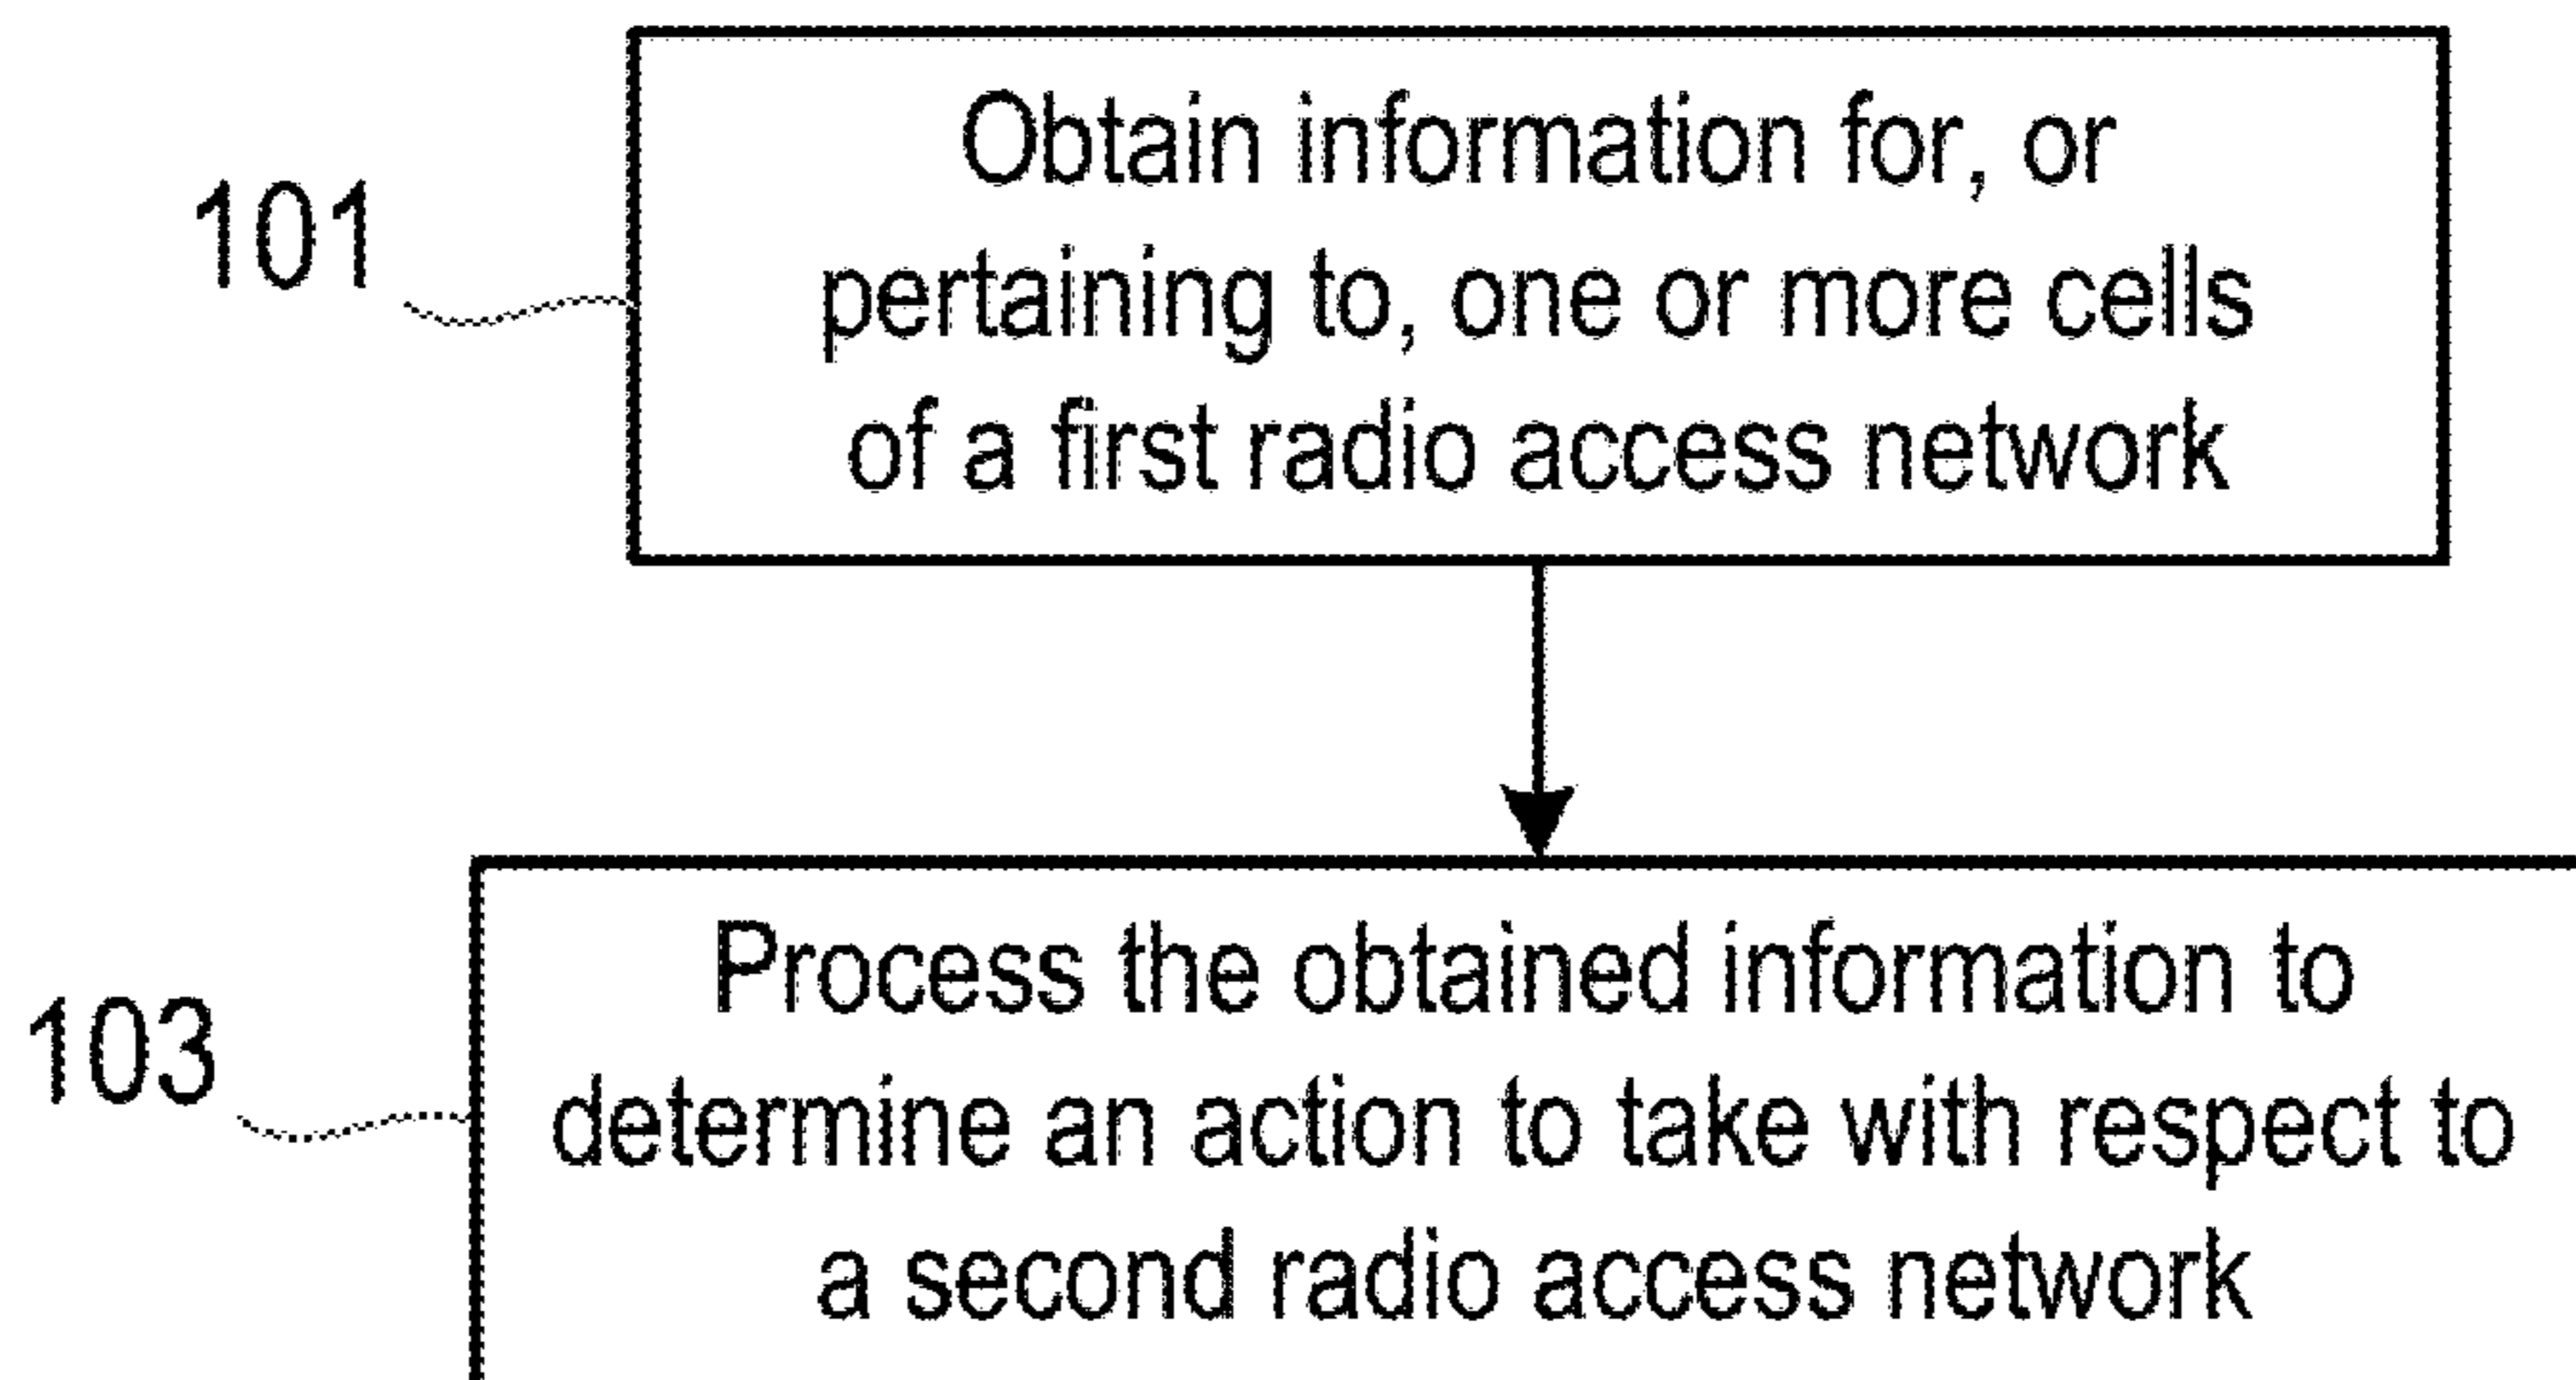 101
Obtain information for, or
pertaining to, one or more cells
of a first radio access network
103
Process the obtained information to
determine an action to take with respect to
a second radio access network